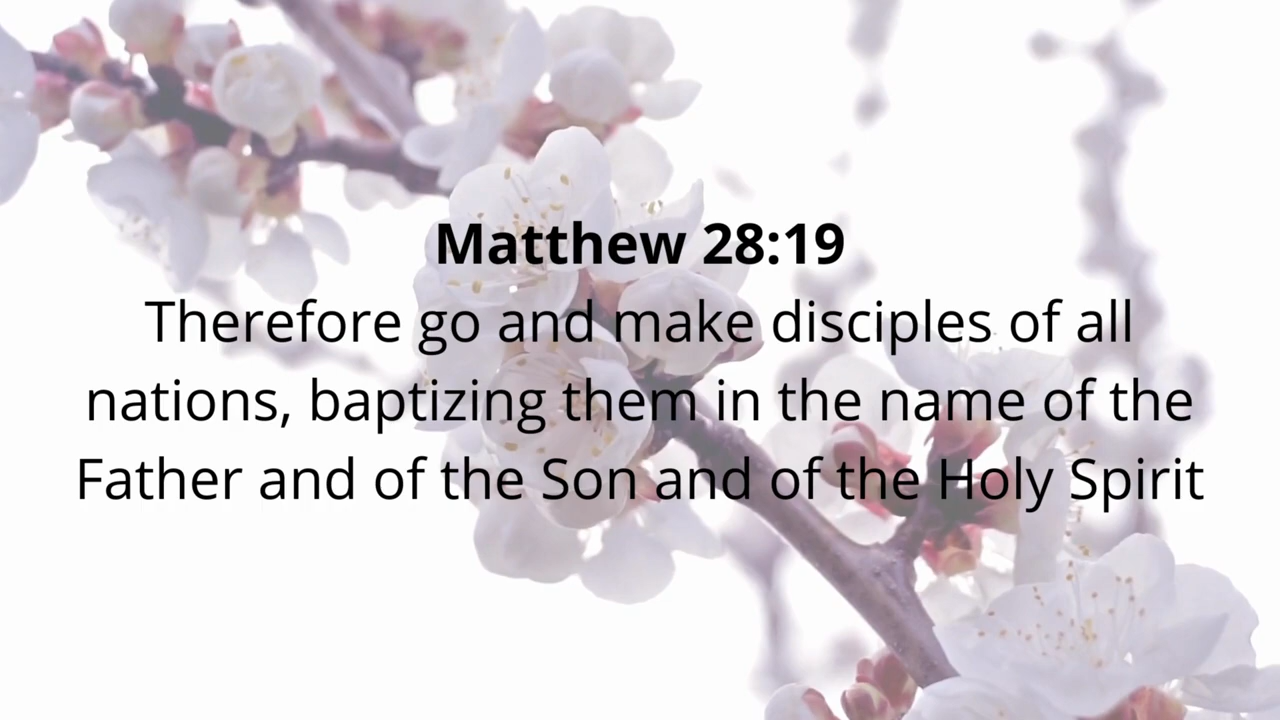 Matthew 28:19
Therefore go and make disciples of all
nations, baptizing them in the name of the
Father and of the Son and of the Holy Spirit